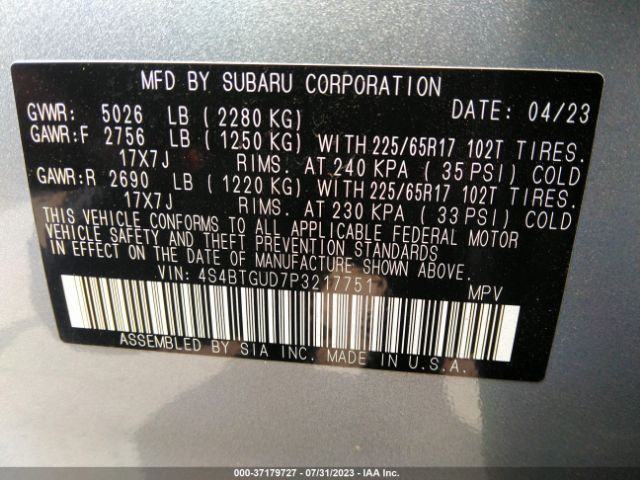 MFD BY SUBARU CORPORATION
GVWR: 5026 LB ( 2280 KG) DATE: 04/23
GAWR:F 2756 LB ( 1250 KG) WITH 225/65R17 102T TIRES.
17X7J RIMS. AT 240 KPA ( 35 PSI) COLD
GAWR:R 2690 LB ( 1220 KG) WITH 225/65R17 102T TIRES.
17X7J RIMS. AT 230 KPA ( 33 PSI) COLD
THIS VEHICLE CONFORMS TO ALL APPLICABLE FEDERAL MOTOR
VEHICLE SAFETY AND THEFT PREVENTION STANDARDS
IN EFFECT ON THE DATE OF MANUFACTURE SHOWN ABOVE.
VIN: 4S4BTGUD7P3217751 MPV
ASSEMBLED BY SIA INC. MADE IN U.S.A.
000-37179727 - 07/31/2023 - IAA Inc.